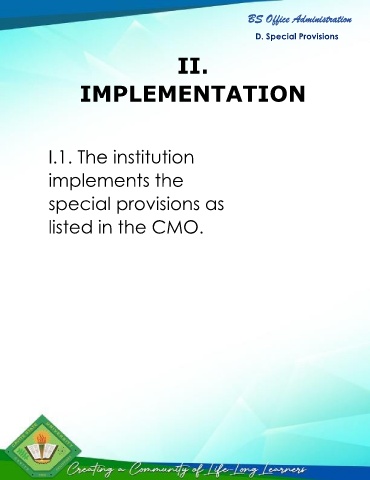 BS Office Administration
D. Special Provisions
II.
IMPLEMENTATION
I.1. The institution
implements the
special provisions as
listed in the CMO.
Creating a Community of Life-Long Learners